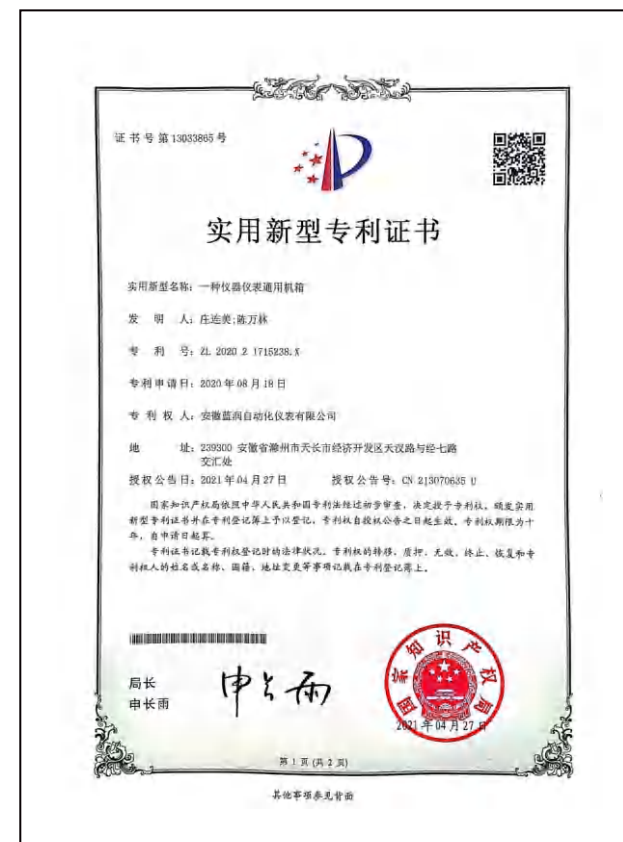 证书号第13033865号
实用新型专利证书
实用新型名称：一种仪器仪表通用机箱
发 明 人：庄连美;陈万林
专 利 号：ZL 2020 2 1715238.X
专利申请日：2020年08月18日
专 利 权 人：安徽蓝润自动化仪表有限公司
地 址：239300 安徽省滁州市天长市经济开发区天汊路与经七路
交汇处
授权公告日：2021年04月27日 授权公告号：CN 213070635 U
国家知识产权局依照中华人民共和国专利法经过初步审查，决定授予专利权，颁发实用
新型专利证书并在专利登记簿上予以登记。专利权自授权公告之日起生效。专利权期限为十
年，自申请日起算。
专利证书记载专利权登记时的法律状况。专利权的转移、质押、无效、终止、恢复和专
利权人的姓名或名称、国籍、地址变更等事项记载在专利登记簿上。
局长
申长雨
申长雨
国家知识产权局
2021年04月27日
第 1 页 (共 2 页)
其他事项参见背面